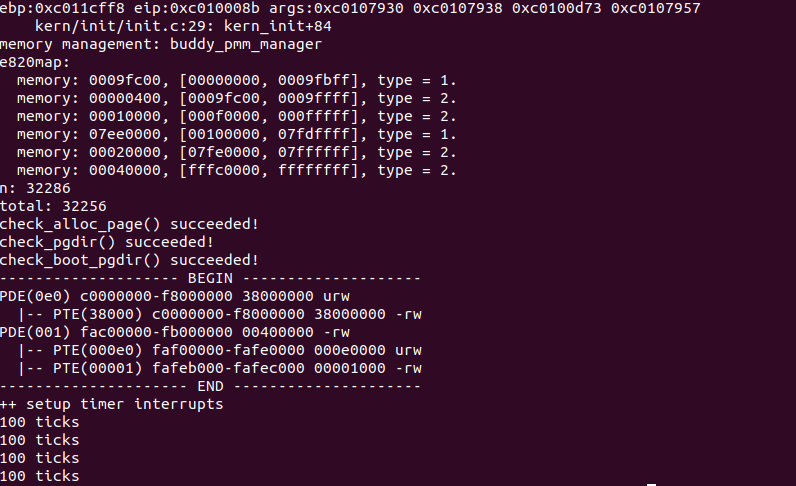 ebp:0xc011cff8 eip:0xc010008b args:0xc0107930 0xc0107938 0xc0100d73 0xc0107957
    kern/init/init.c:29: kern_init+84
memory management: buddy_pmm_manager
e820map:
  memory: 0009fc00, [00000000, 0009fbff], type = 1.
  memory: 00000400, [0009fc00, 0009ffff], type = 2.
  memory: 00010000, [000f0000, 000fffff], type = 2.
  memory: 07ee0000, [00100000, 07fdffff], type = 1.
  memory: 00020000, [07fe0000, 07ffffff], type = 2.
  memory: 00040000, [fffc0000, ffffffff], type = 2.
n: 32286
total: 32256
check_alloc_page() succeeded!
check_pgdir() succeeded!
check_boot_pgdir() succeeded!
-------------------- BEGIN --------------------
PDE(0e0) c0000000-f8000000 38000000 urw
  |-- PTE(38000) c0000000-f8000000 38000000 -rw
PDE(001) fac00000-fb000000 00400000 -rw
  |-- PTE(000e0) faf00000-fafe0000 000e0000 urw
  |-- PTE(00001) fafeb000-fafec000 00001000 -rw
--------------------- END ---------------------
++ setup timer interrupts
100 ticks
100 ticks
100 ticks
100 ticks